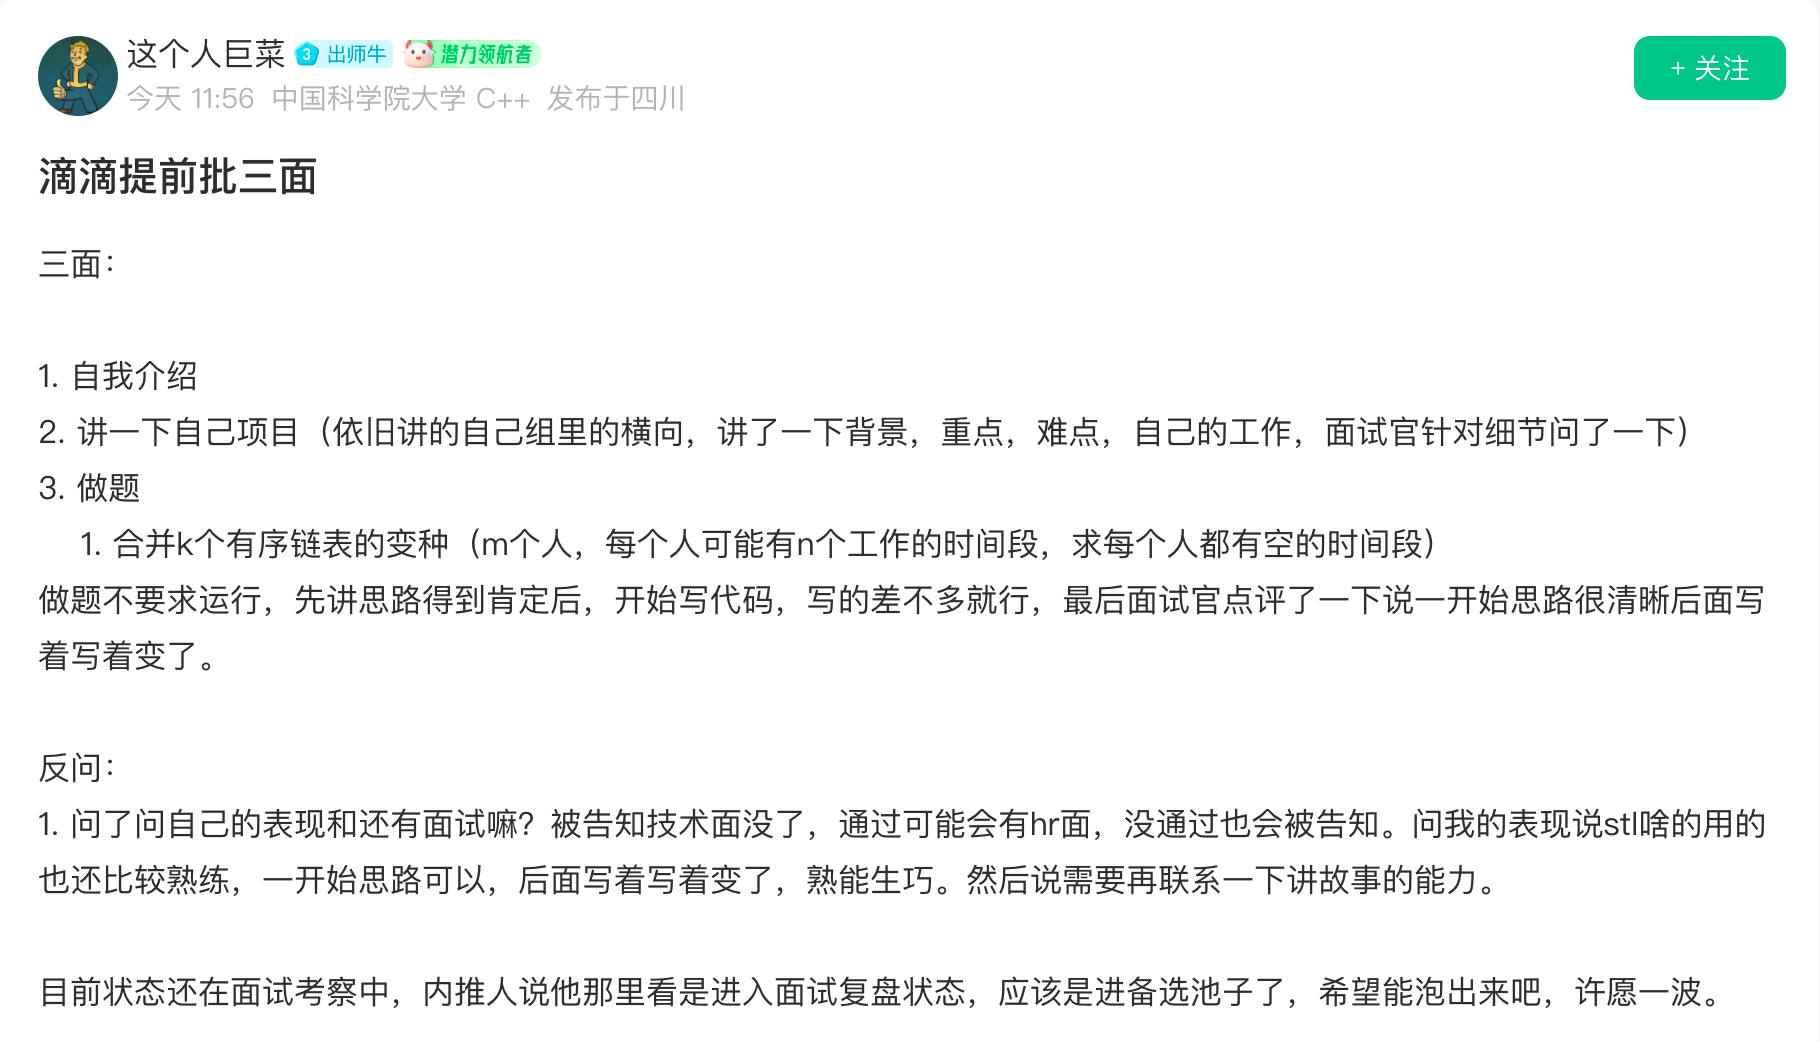 这个人巨菜 3 出师牛 潜力领航者
+ 关注
今天 11:56 中国科学院大学 C++ 发布于四川
滴滴提前批三面
三面：
1. 自我介绍
2. 讲一下自己项目（依旧讲的自己组里的横向，讲了一下背景，重点，难点，自己的工作，面试官针对细节问了一下）
3. 做题
1. 合并k个有序链表的变种（m个人，每个人可能有n个工作的时间段，求每个人都有空的时间段）
做题不要求运行，先讲思路得到肯定后，开始写代码，写的差不多就行，最后面试官点评了一下说一开始思路很清晰后面写
着写着变了。
反问：
1. 问了问自己的表现和还有面试嘛？被告知技术面没了，通过可能会有hr面，没通过也会被告知。问我的表现说stl啥的用的
也还比较熟练，一开始思路可以，后面写着写着变了，熟能生巧。然后说需要再联系一下讲故事的能力。
目前状态还在面试考察中，内推人说他那里看是进入面试复盘状态，应该是进备选池子了，希望能泡出来吧，许愿一波。